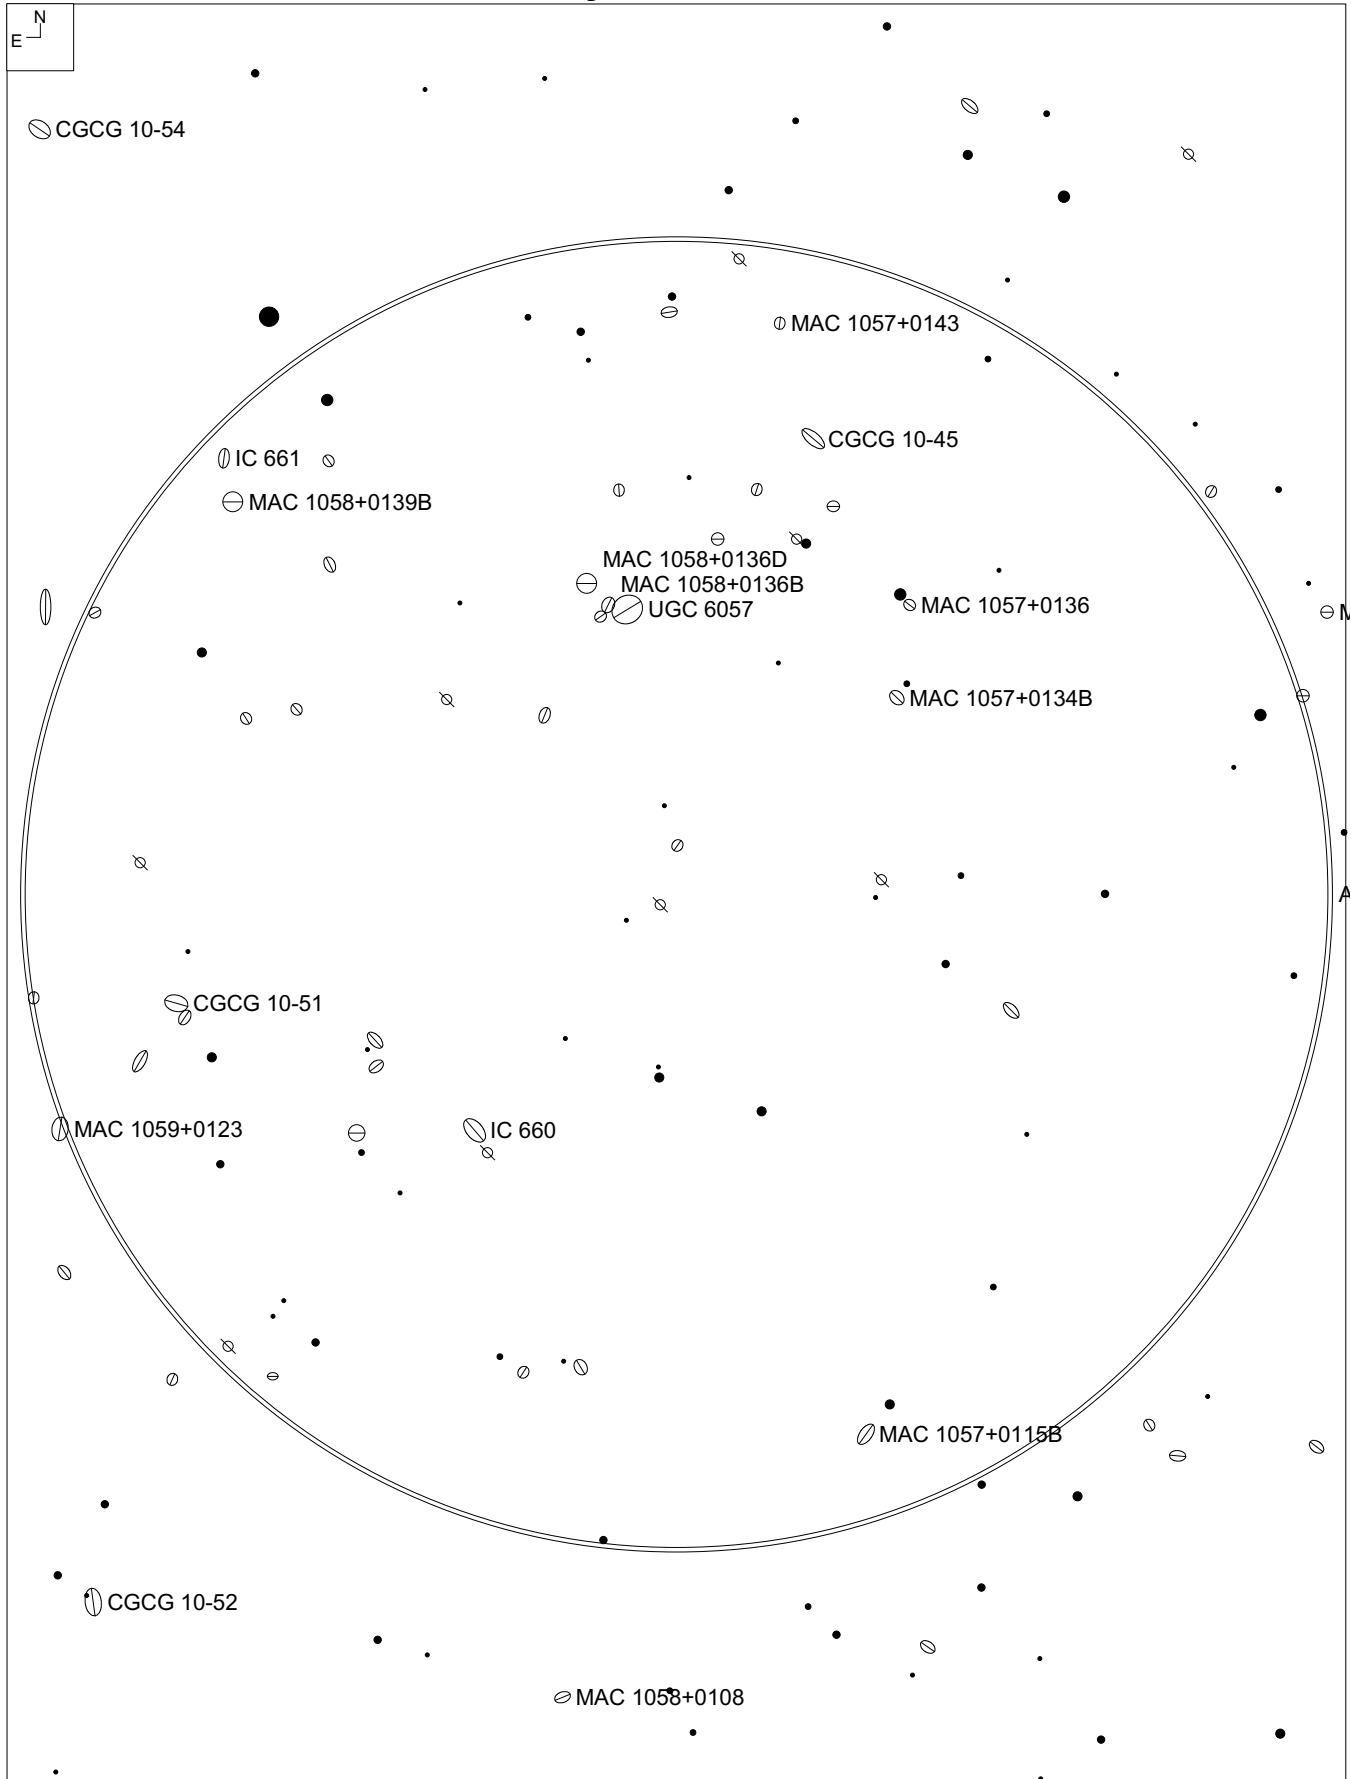 N
E
CGCG 10-54
MAC 1057+0143
CGCG 10-45
IC 661
MAC 1058+0139B
MAC 1058+0136D
MAC 1058+0136B
UGC 6057
MAC 1057+0136
M
MAC 1057+0134B
A
CGCG 10-51
MAC 1059+0123
IC 660
MAC 1057+0115B
CGCG 10-52
MAC 1058+0108